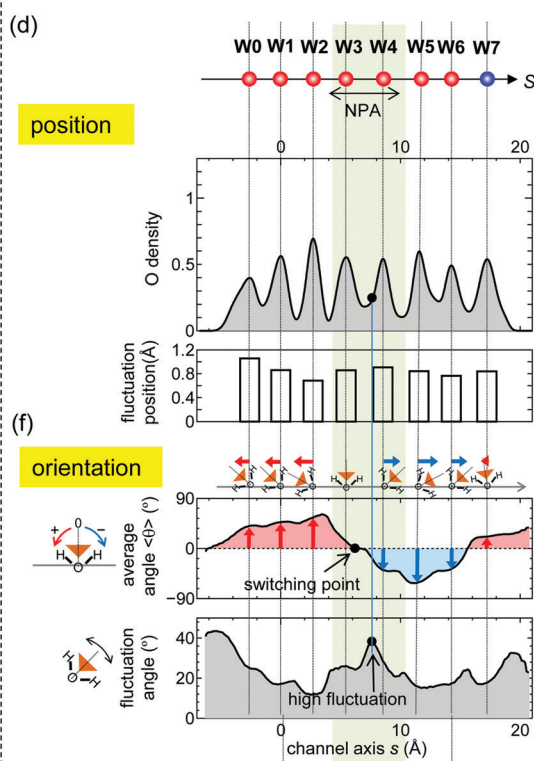 (d)
W0 W1 W2 W3 W4 W5 W6 W7
S
NPA
position
0 10 20
1
0.5
0
O density
1.2
0.8
0.4
0
fluctuation
position(Å)
(f)
orientation
H H H H H H H H H H H H H H H H
90
0
−90
average
angle <θ> (°)
+ 0 −
H H
O
switching point
40
20
0
fluctuation
angle (°)
H
H
high fluctuation
0 10 20
channel axis s (Å)